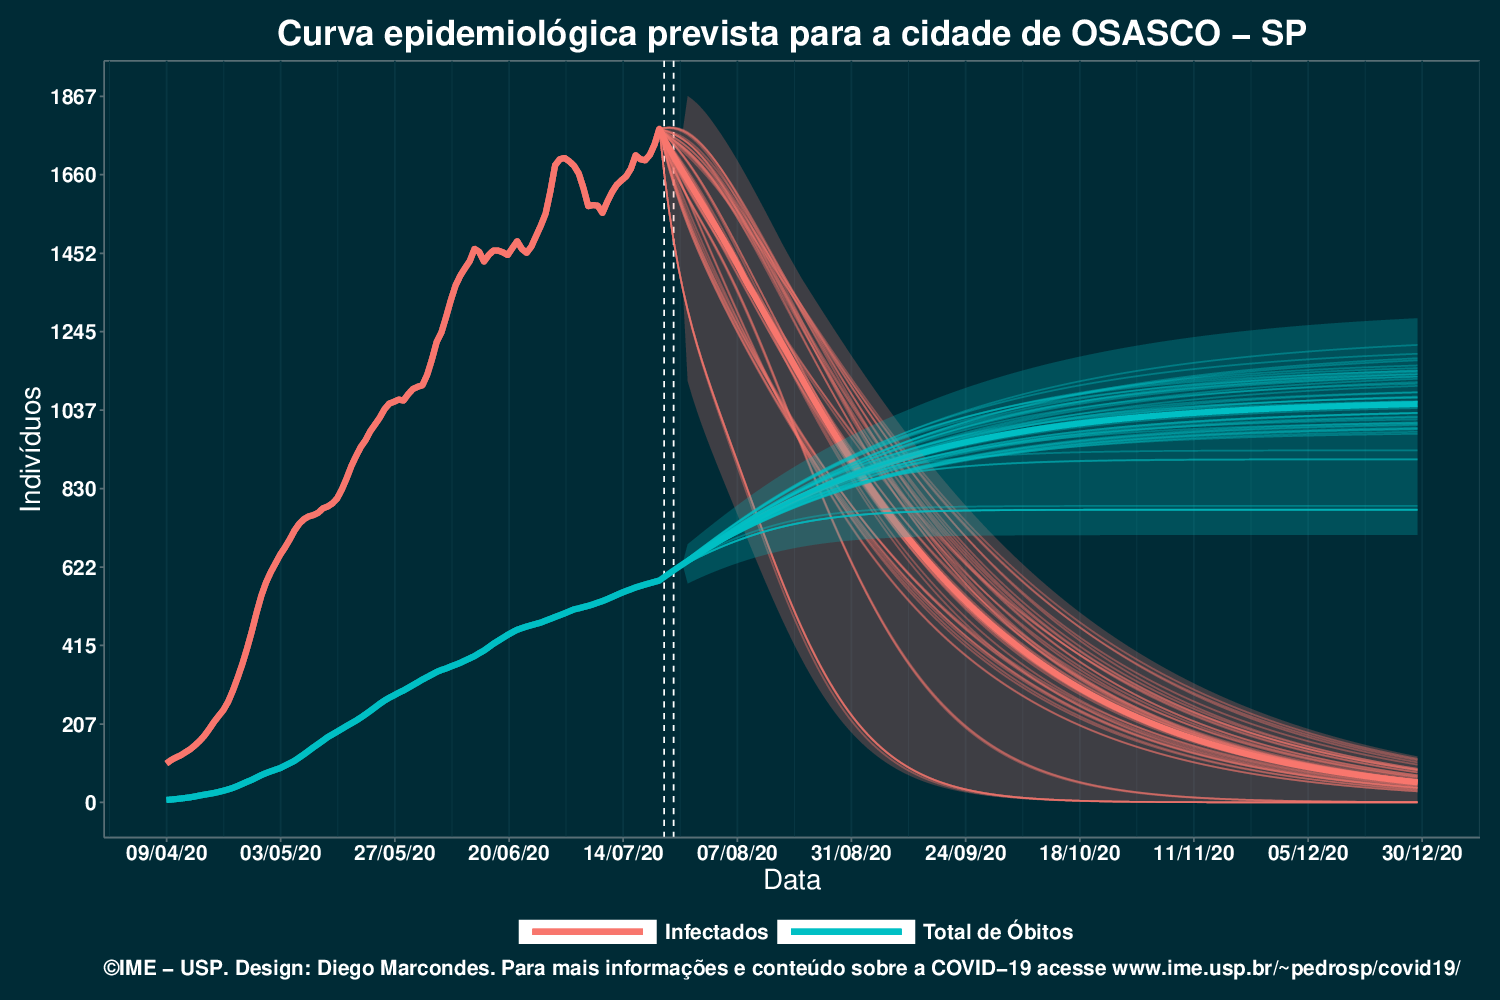 Curva epidemiológica prevista para a cidade de OSASCO – SP
Indivíduos
1867
1660
1452
1245
1037
830
622
415
207
0
09/04/20 03/05/20 27/05/20 20/06/20 14/07/20 07/08/20 31/08/20 24/09/20 18/10/20 11/11/20 05/12/20 30/12/20
Data
Infectados Total de Óbitos
©IME – USP. Design: Diego Marcondes. Para mais informações e conteúdo sobre a COVID–19 acesse www.ime.usp.br/~pedrosp/covid19/